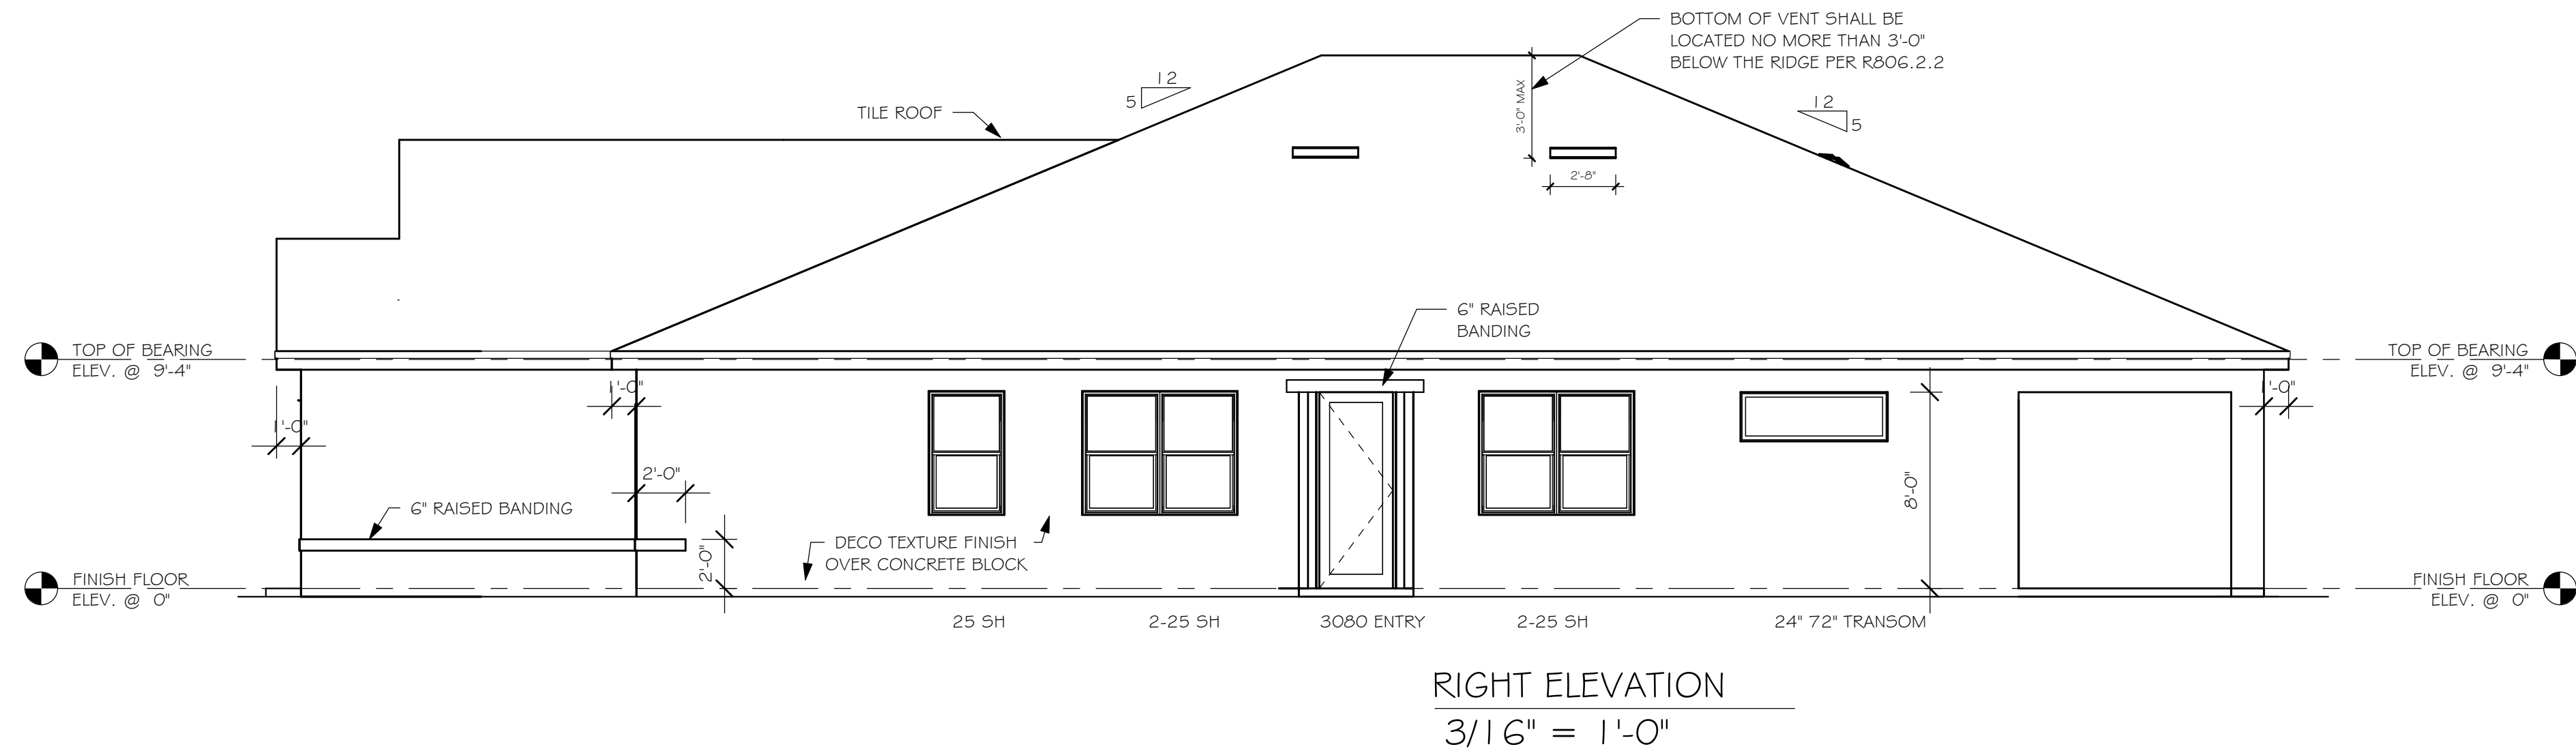 BOTTOM OF VENT SHALL BE
LOCATED NO MORE THAN 3'-0"
BELOW THE RIDGE PER R806.2.2
12
5
TILE ROOF
3'-0" MAX
12
5
2'-8"
6" RAISED
BANDING
TOP OF BEARING
ELEV. @ 9'-4"
TOP OF BEARING
ELEV. @ 9'-4"
1'-0"
1'-0"
1'-0"
2'-0"
8'-0"
6" RAISED BANDING
DECO TEXTURE FINISH
OVER CONCRETE BLOCK
2'-0"
FINISH FLOOR
ELEV. @ 0"
FINISH FLOOR
ELEV. @ 0"
25 SH
2-25 SH
3080 ENTRY
2-25 SH
24" 72" TRANSOM
RIGHT ELEVATION
3/16" = 1'-0"